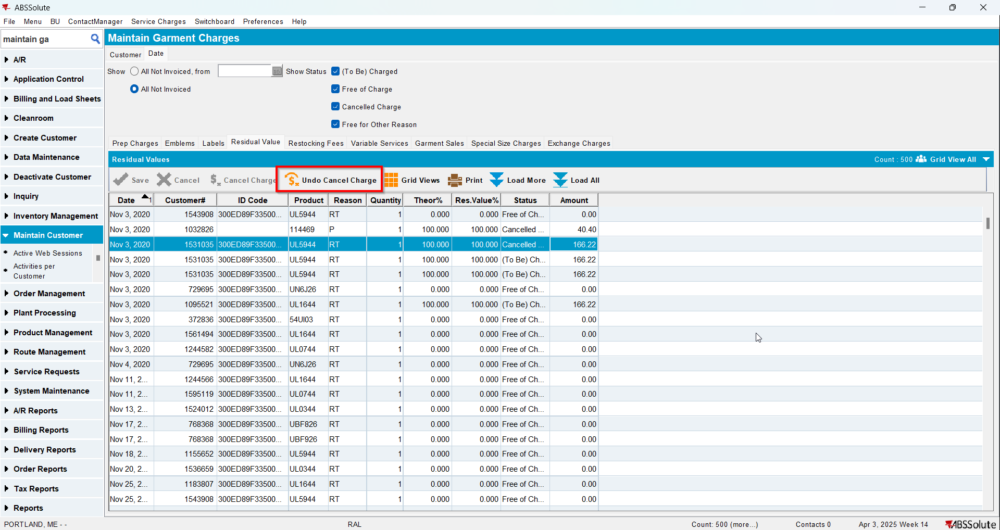 ABSSolute
File Menu BU ContactManager Service Charges Switchboard Preferences Help
maintain ga
Maintain Garment Charges
Customer Date
Show All Not Invoiced, from 15 Show Status (To Be) Charged
All Not Invoiced Free of Charge
Cancelled Charge
Free for Other Reason
Prep Charges Emblems Labels Residual Value Restocking Fees Variable Services Garment Sales Special Size Charges Exchange Charges
Residual Values Count : 500 Grid View All
Save Cancel Cancel Charge Undo Cancel Charge Grid Views Print Load More Load All
A/R
Application Control
Billing and Load Sheets
Cleanroom
Create Customer
Data Maintenance
Deactivate Customer
Inquiry
Inventory Management
Maintain Customer
Active Web Sessions
Activities per
Customer
Order Management
Plant Processing
Product Management
Route Management
Service Requests
System Maintenance
A/R Reports
Billing Reports
Delivery Reports
Order Reports
Tax Reports
Reports
Date 1 Customer# ID Code Product Reason Quantity Theor% Res.Value% Status Amount
Nov 3, 2020 1543908 300ED89F33500... UL5944 RT 1 0.000 0.000 Free of Ch... 0.00
Nov 3, 2020 1032826 114469 P 1 100.000 100.000 Cancelled ... 40.40
Nov 3, 2020 1531035 300ED89F33500... UL5944 RT 1 100.000 100.000 Cancelled ... 166.22
Nov 3, 2020 1531035 300ED89F33500... UL5944 RT 1 100.000 100.000 (To Be) Ch... 166.22
Nov 3, 2020 1531035 300ED89F33500... UL5944 RT 1 100.000 100.000 (To Be) Ch... 166.22
Nov 3, 2020 729695 300ED89F33500... UN6J26 RT 1 0.000 0.000 Free of Ch... 0.00
Nov 3, 2020 1095521 300ED89F33500... UL1644 RT 1 100.000 100.000 (To Be) Ch... 166.22
Nov 3, 2020 372836 300ED89F33500... 54UI03 RT 1 0.000 0.000 Free of Ch... 0.00
Nov 3, 2020 1561494 300ED89F33500... UL1644 RT 1 0.000 0.000 Free of Ch... 0.00
Nov 3, 2020 1244582 300ED89F33500... UL0744 RT 1 0.000 0.000 Free of Ch... 0.00
Nov 4, 2020 729695 300ED89F33500... UN6J26 RT 1 0.000 0.000 Free of Ch... 0.00
Nov 11, 2... 1244566 300ED89F33500... UL1644 RT 1 0.000 0.000 Free of Ch... 0.00
Nov 11, 2... 1595119 300ED89F33500... UL0744 RT 1 0.000 0.000 Free of Ch... 0.00
Nov 13, 2... 1524012 300ED89F33500... UL0344 RT 1 0.000 0.000 Free of Ch... 0.00
Nov 17, 2... 768368 300ED89F33500... UBF826 RT 1 0.000 0.000 Free of Ch... 0.00
Nov 17, 2... 768368 300ED89F33500... UBF926 RT 1 0.000 0.000 Free of Ch... 0.00
Nov 18, 2... 1155652 300ED89F33500... UL5944 RT 1 0.000 0.000 Free of Ch... 0.00
Nov 20, 2... 1536659 300ED89F33500... UL0344 RT 1 0.000 0.000 Free of Ch... 0.00
Nov 25, 2... 1183807 300ED89F33500... UL1644 RT 1 0.000 0.000 Free of Ch... 0.00
Nov 25, 2... 1543908 300ED89F33500... UL5944 RT 1 0.000 0.000 Free of Ch... 0.00
PORTLAND, ME - - RAL Count: 500 (more...) Contacts 0 Apr 3, 2025 Week 14 ABSSolute